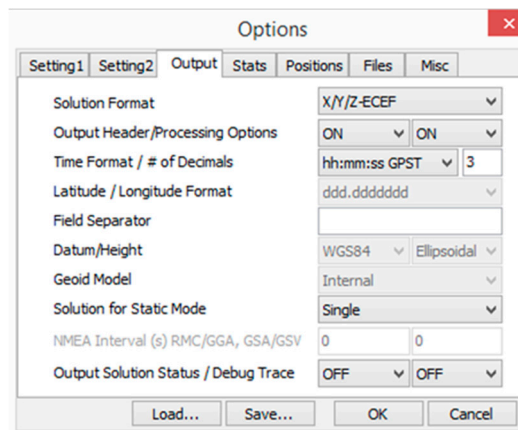 Options
Setting1 Setting2 Output Stats Positions Files Misc
Solution Format X/Y/Z-ECEF
Output Header/Processing Options ON ON
Time Format / # of Decimals hh:mm:ss GPST 3
Latitude / Longitude Format ddd.ddddddd
Field Separator
Datum/Height WGS84 Ellipsoidal
Geoid Model Internal
Solution for Static Mode Single
NMEA Interval (s) RMC/GGA, GSA/GSV 0 0
Output Solution Status / Debug Trace OFF OFF
Load... Save... OK Cancel